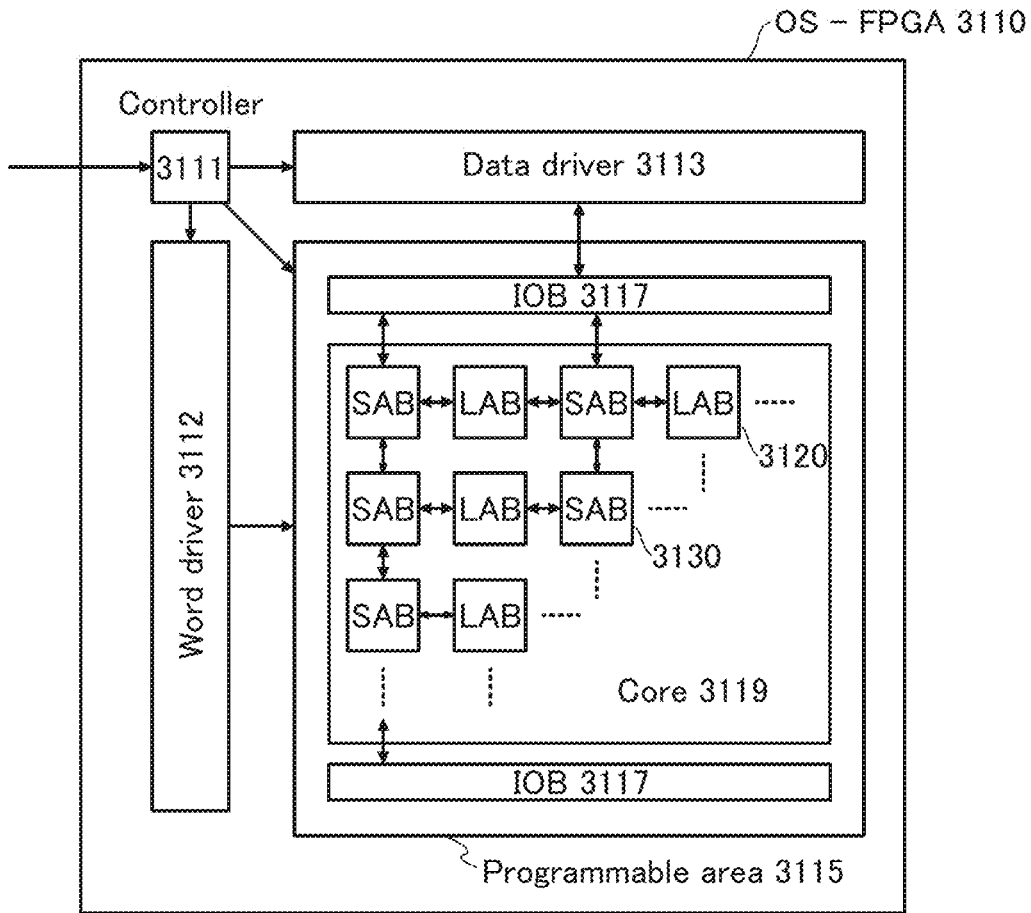 OS - FPGA 3110
Controller
3111
Data driver 3113
Word driver 3112
IOB 3117
SAB LAB SAB LAB
3120
SAB LAB SAB
3130
SAB LAB
Core 3119
IOB 3117
Programmable area 3115